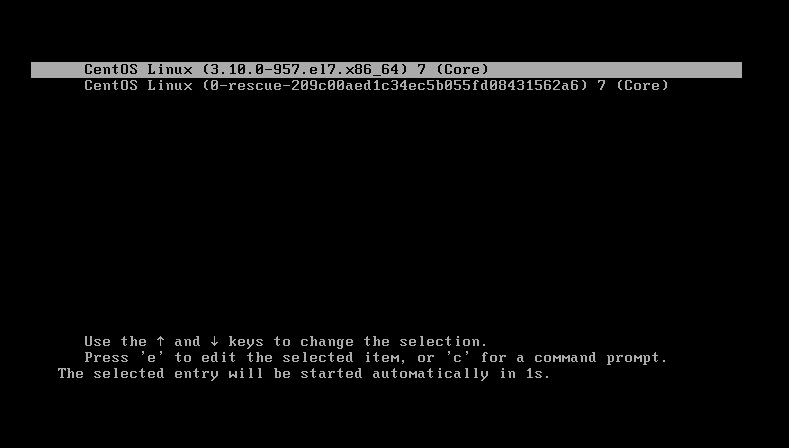 CentOS Linux (3.10.0-957.el7.x86_64) 7 (Core)
CentOS Linux (0-rescue-209c00aed1c34ec5b055fd08431562a6) 7 (Core)
Use the ↑ and ↓ keys to change the selection.
Press 'e' to edit the selected item, or 'c' for a command prompt.
The selected entry will be started automatically in 1s.